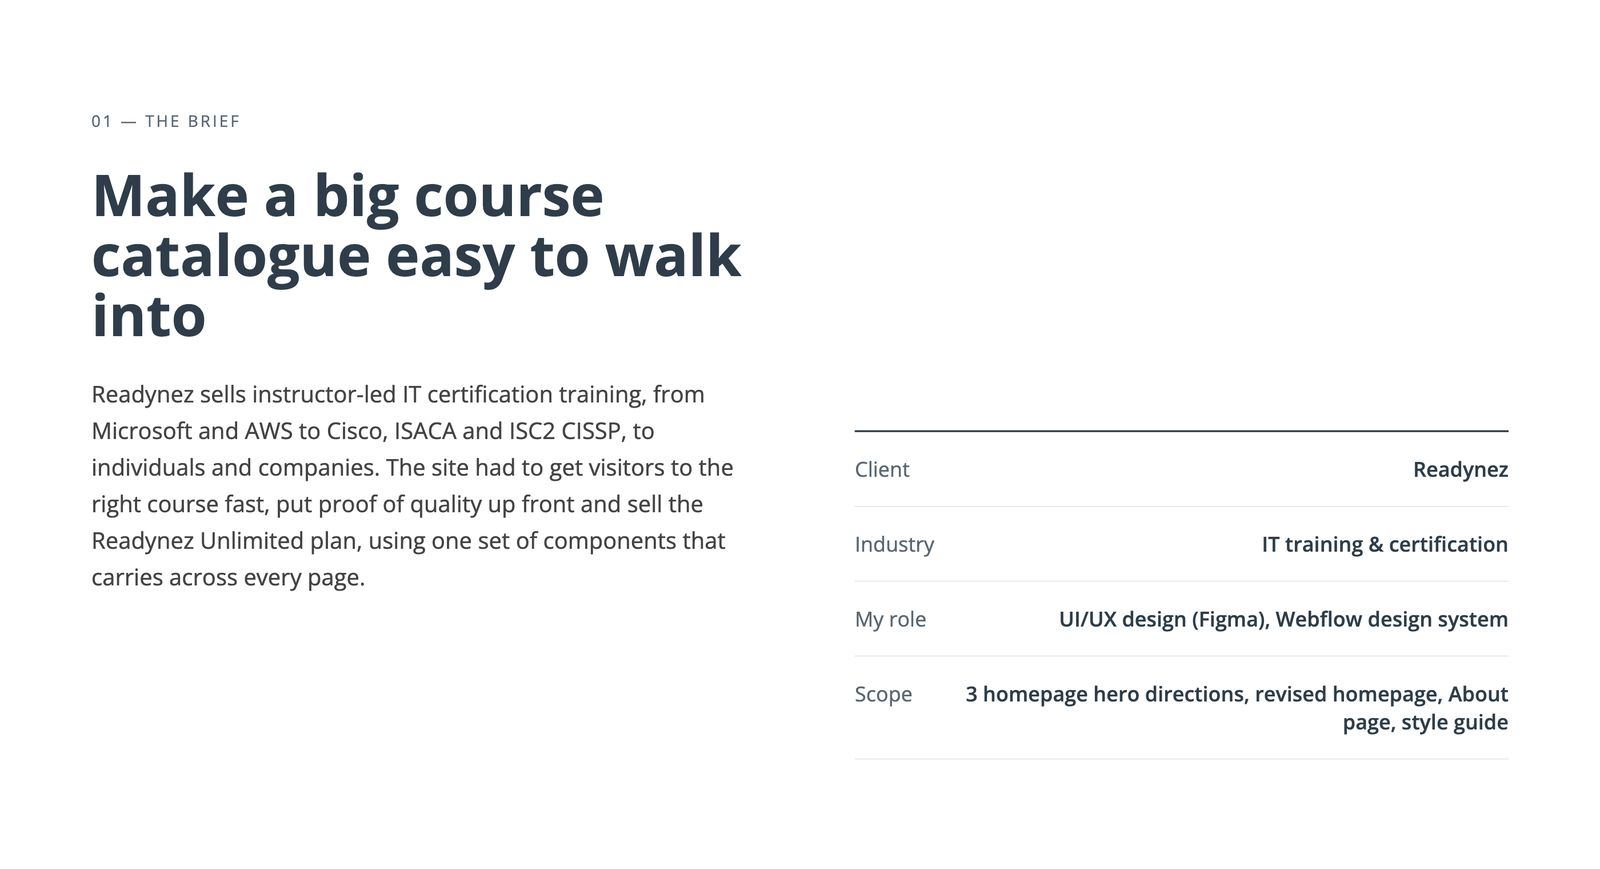 01 — THE BRIEF
Make a big course
catalogue easy to walk
into
Readynez sells instructor-led IT certification training, from
Microsoft and AWS to Cisco, ISACA and ISC2 CISSP, to
individuals and companies. The site had to get visitors to the
right course fast, put proof of quality up front and sell the
Readynez Unlimited plan, using one set of components that
carries across every page.
Client Readynez
Industry IT training & certification
My role UI/UX design (Figma), Webflow design system
Scope 3 homepage hero directions, revised homepage, About
page, style guide